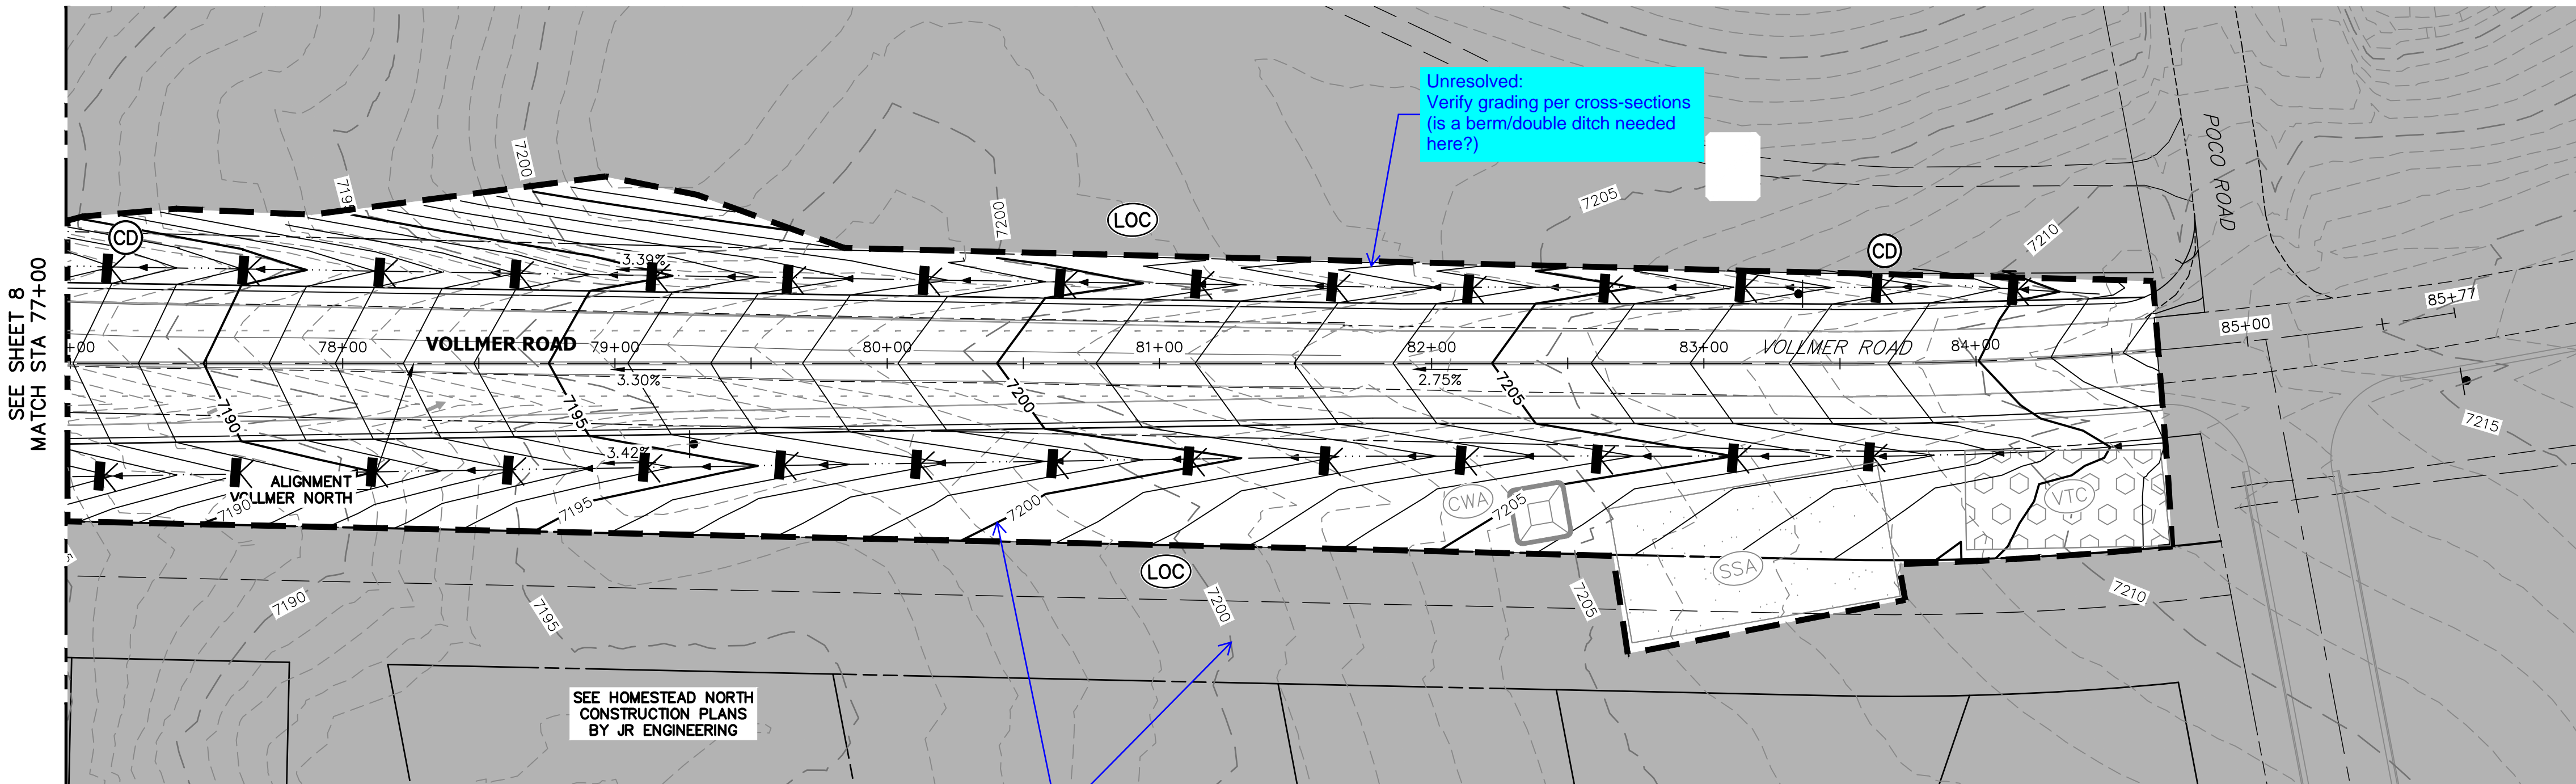 SEE SHEET 8
MATCH STA 77+00
Unresolved:
Verify grading per cross-sections
(is a berm/double ditch needed
here?)
POCO ROAD
7200
7195
7200
7205
7210
LOC
CD
CD
3.39%
85+77
85+00
+00
78+00
VOLLMER ROAD
79+00
80+00
81+00
82+00
83+00
VOLLMER ROAD
84+00
3.30%
2.75%
7190
7195
7200
7205
7215
3.42%
ALIGNMENT
VOLLMER NORTH
7190
7195
7200
CWA
7205
VTC
LOC
SSA
7190
7195
7200
7205
7210
SEE HOMESTEAD NORTH
CONSTRUCTION PLANS
BY JR ENGINEERING